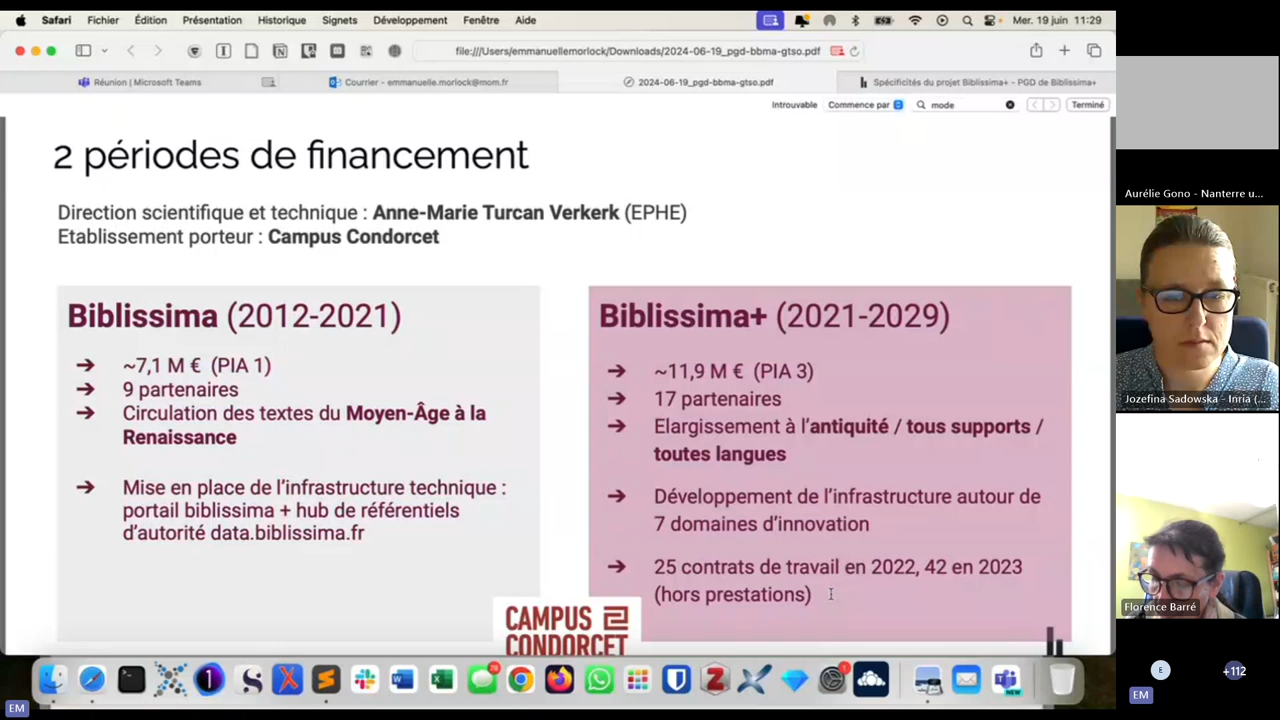 Safari Fichier Édition Présentation Historique Signets Développement Fenêtre Aide Mer. 19 juin 11:29
file:///Users/emmanuellemorlock/Downloads/2024-06-19_pgd-bbma-gtso.pdf
Réunion | Microsoft Teams
Courrier - emmanuelle.morlock@mom.fr
2024-06-19_pgd-bbma-gtso.pdf
Spécificités du projet Biblissima+ - PGD de Biblissima+
Introuvable Commence par mode Terminé
2 périodes de financement
Direction scientifique et technique : Anne-Marie Turcan Verkerk (EPHE)
Etablissement porteur : Campus Condorcet
Biblissima (2012-2021)
➔ ~7,1 M € (PIA 1)
➔ 9 partenaires
➔ Circulation des textes du Moyen-Âge à la
Renaissance
➔ Mise en place de l'infrastructure technique :
portail biblissima + hub de référentiels
d'autorité data.biblissima.fr
Biblissima+ (2021-2029)
➔ ~11,9 M € (PIA 3)
➔ 17 partenaires
➔ Elargissement à l'antiquité / tous supports /
toutes langues
➔ Développement de l'infrastructure autour de
7 domaines d'innovation
➔ 25 contrats de travail en 2022, 42 en 2023
(hors prestations)
CAMPUS
CONDORCET
Aurélie Gono - Nanterre u...
Jozefina Sadowska - Inria (...
Florence Barré
E
+112
EM
EM
NEW